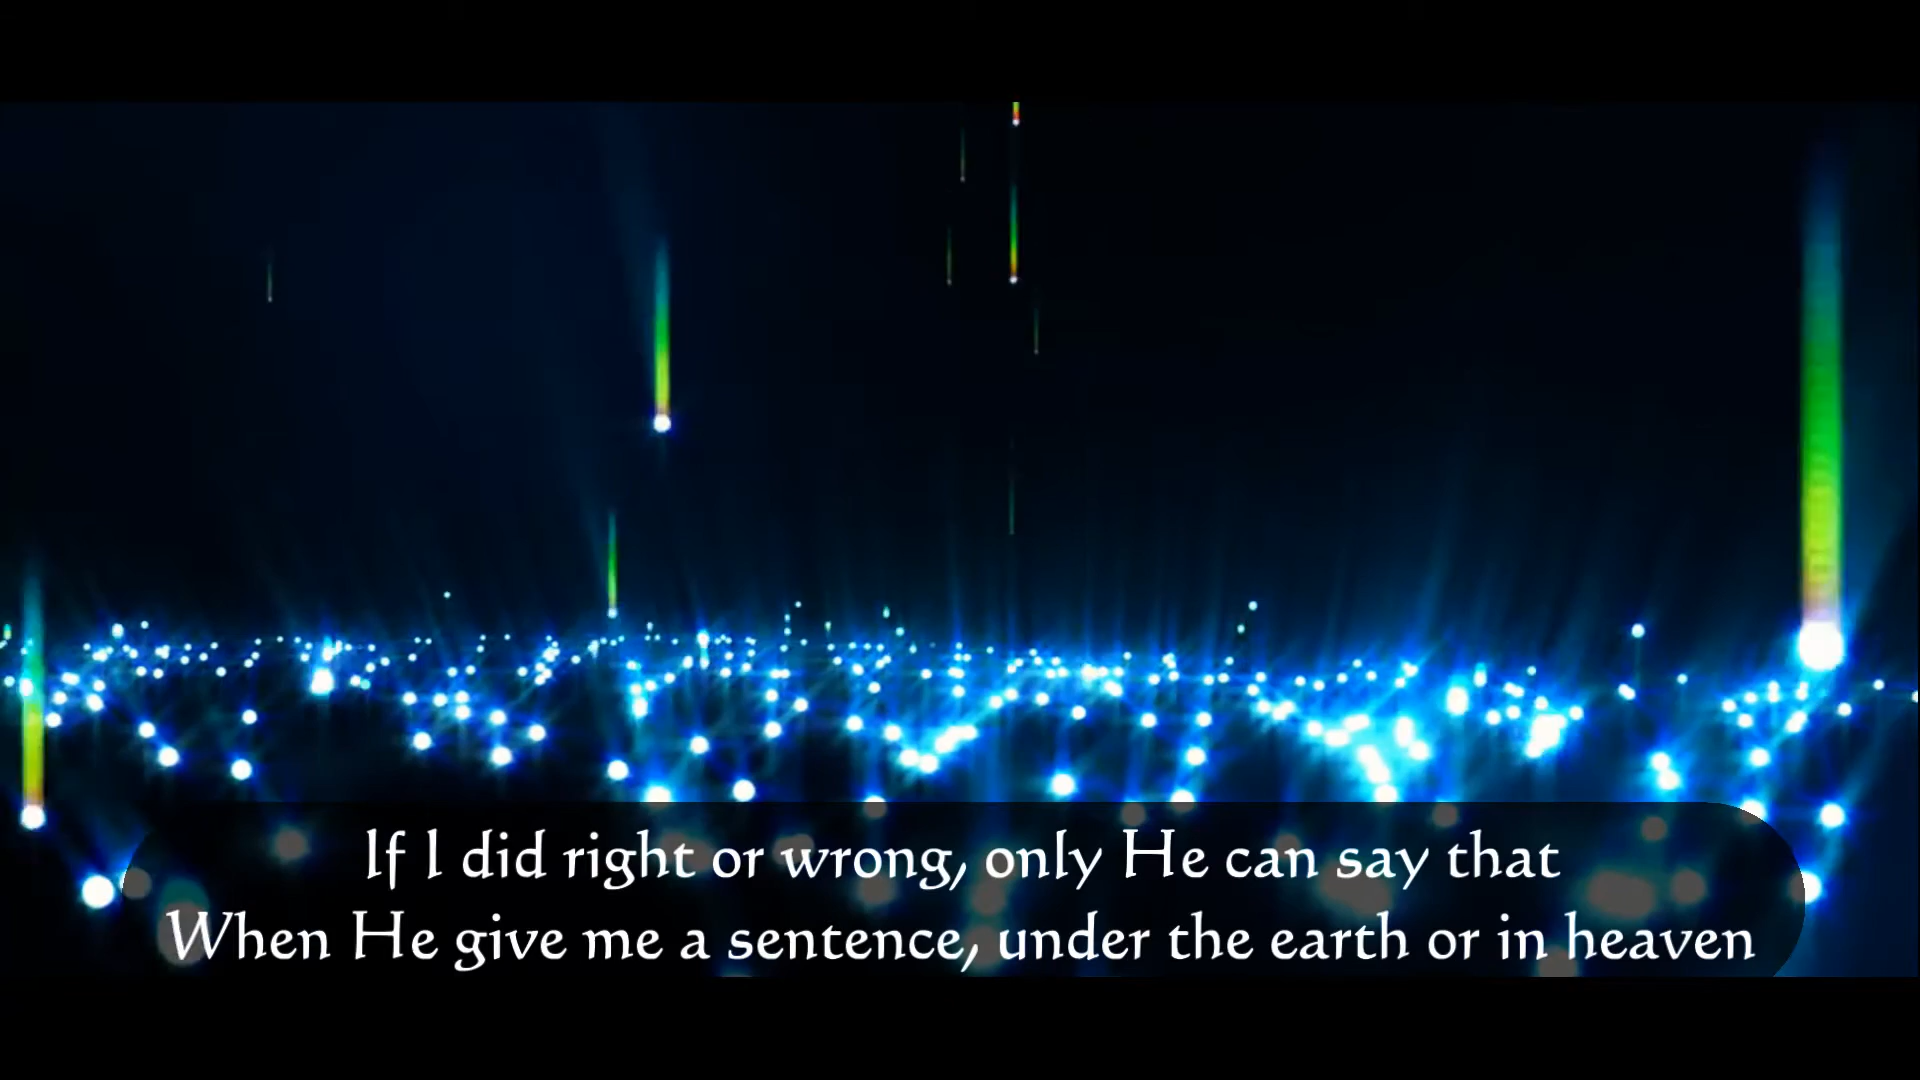 If I did right or wrong, only He can say that
When He give me a sentence, under the earth or in heaven